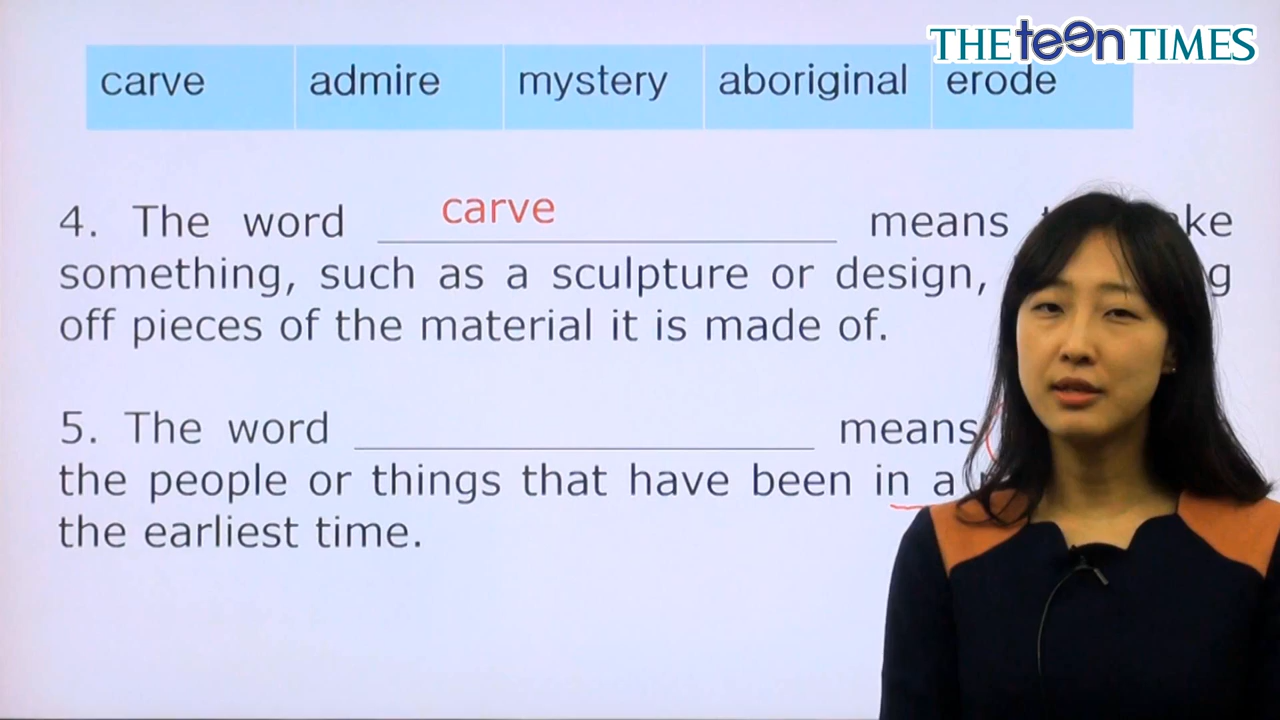 THE teen TIMES
carve admire mystery aboriginal erode
carve
4. The word ____ means
something, such as a sculpture or design,
off pieces of the material it is made of.
5. The word ____ means
the people or things that have been in a
the earliest time.